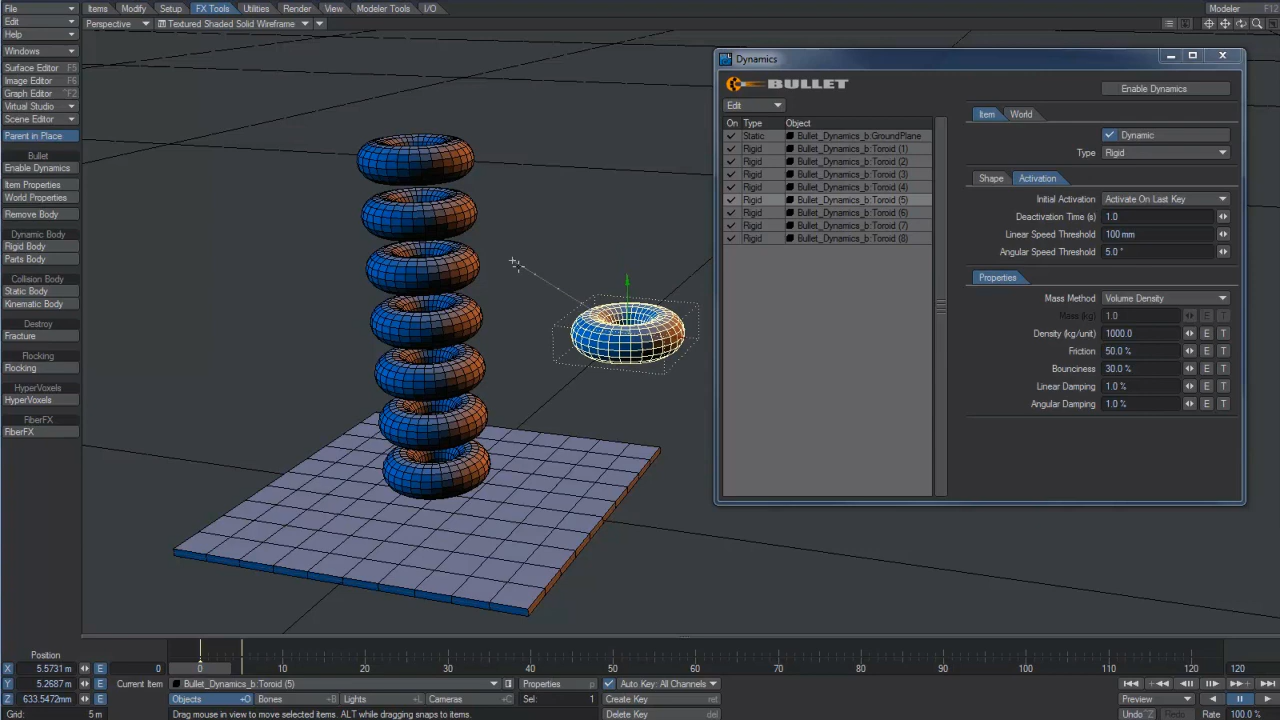 File
Items Modify Setup FX Tools Utilities Render View Modeler Tools I/O
Modeler F12
Edit
Perspective Textured Shaded Solid Wireframe
Help
Windows
Surface Editor F5
Image Editor F6
Graph Editor ^F2
Virtual Studio
Scene Editor
Parent in Place
Bullet
Enable Dynamics
Item Properties
World Properties
Remove Body
Dynamic Body
Rigid Body
Parts Body
Collision Body
Static Body
Kinematic Body
Destroy
Fracture
Flocking
Flocking
HyperVoxels
HyperVoxels
FiberFX
FiberFX
Dynamics
BULLET
Edit
On Type Object
Static Bullet_Dynamics_b:GroundPlane
Rigid Bullet_Dynamics_b:Toroid (1)
Rigid Bullet_Dynamics_b:Toroid (2)
Rigid Bullet_Dynamics_b:Toroid (3)
Rigid Bullet_Dynamics_b:Toroid (4)
Rigid Bullet_Dynamics_b:Toroid (5)
Rigid Bullet_Dynamics_b:Toroid (6)
Rigid Bullet_Dynamics_b:Toroid (7)
Rigid Bullet_Dynamics_b:Toroid (8)
Enable Dynamics
Item World
Dynamic
Type Rigid
Shape Activation
Initial Activation Activate On Last Key
Deactivation Time (s) 1.0
Linear Speed Threshold 100 mm
Angular Speed Threshold 5.0 °
Properties
Mass Method Volume Density
Mass (kg) 1.0 E T
Density (kg/unit) 1000.0 E T
Friction 50.0 % E T
Bounciness 30.0 % E T
Linear Damping 1.0 % E T
Angular Damping 1.0 % E T
Position
X 5.5731 m E 0
0 10 20 30 40 50 60 70 80 90 100 110 120 120
Y 5.2687 m E Current Item Bullet_Dynamics_b:Toroid (5) Properties p Auto Key: All Channels
Z 633.5472mm E Objects +O Bones +B Lights +L Cameras +C Sel: 1 Create Key Preview
Grid: 5 m Drag mouse in view to move selected items. ALT while dragging snaps to items. Delete Key Undo ^Z Redo Z Rate 100.0 %